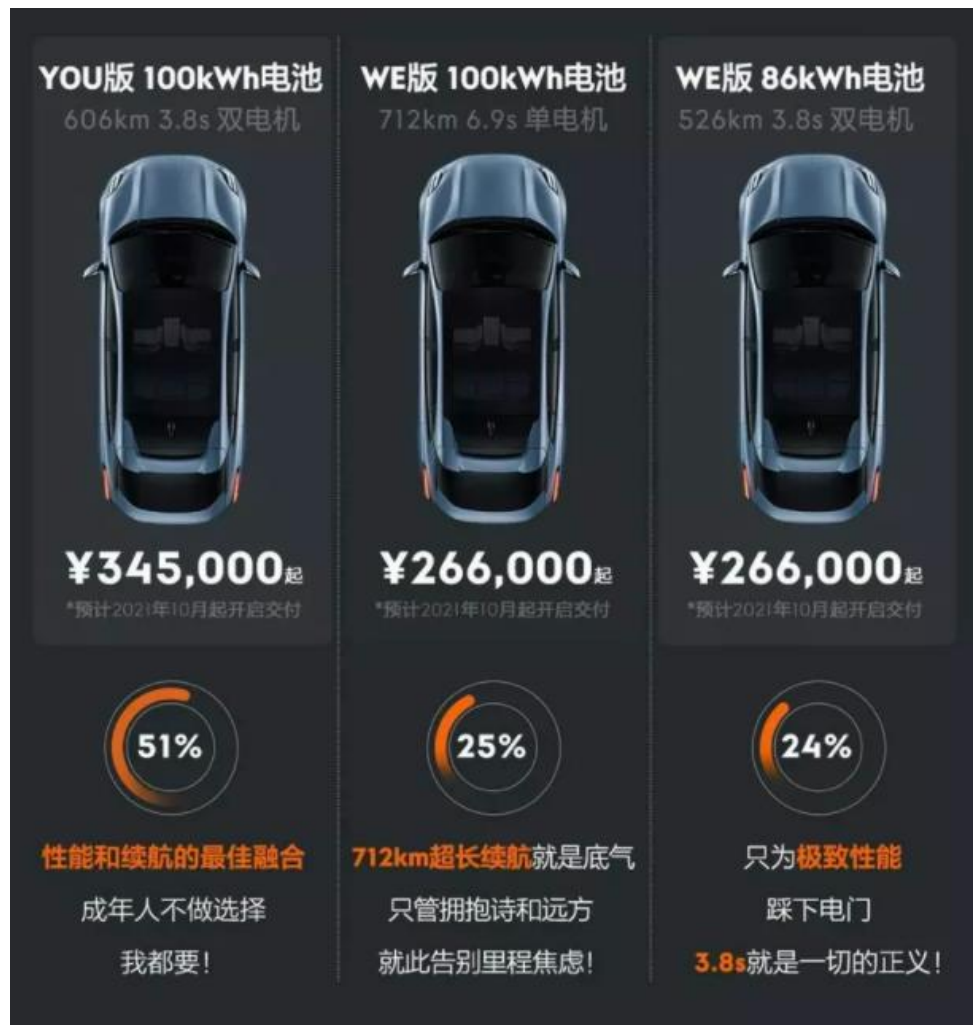 YOU版 100kWh电池
606km 3.8s 双电机
¥345,000起
*预计2021年10月起开启交付
51%
性能和续航的最佳融合
成年人不做选择
我都要！
WE版 100kWh电池
712km 6.9s 单电机
¥266,000起
*预计2021年10月起开启交付
25%
712km超长续航就是底气
只管拥抱诗和远方
就此告别里程焦虑！
WE版 86kWh电池
526km 3.8s 双电机
¥266,000起
*预计2021年10月起开启交付
24%
只为极致性能
踩下电门
3.8s就是一切的正义！